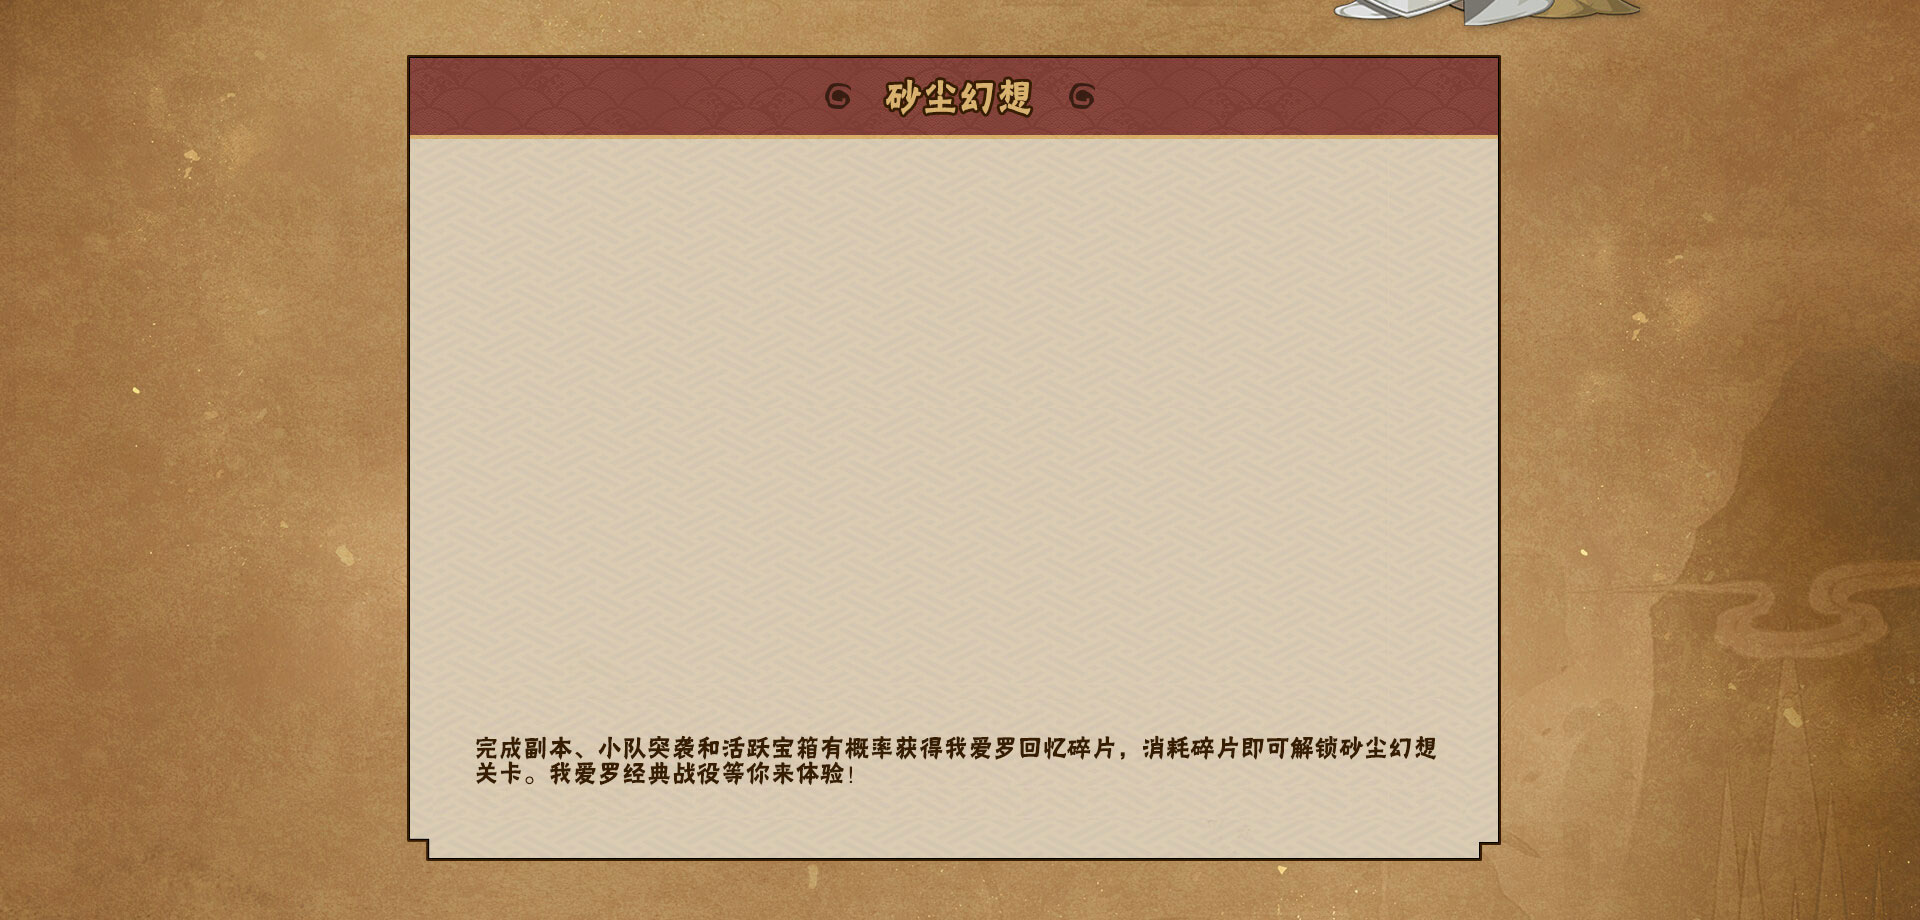 砂尘幻想
完成副本、小队突袭和活跃宝箱有概率获得我爱罗回忆碎片，消耗碎片即可解锁砂尘幻想
关卡。我爱罗经典战役等你来体验！